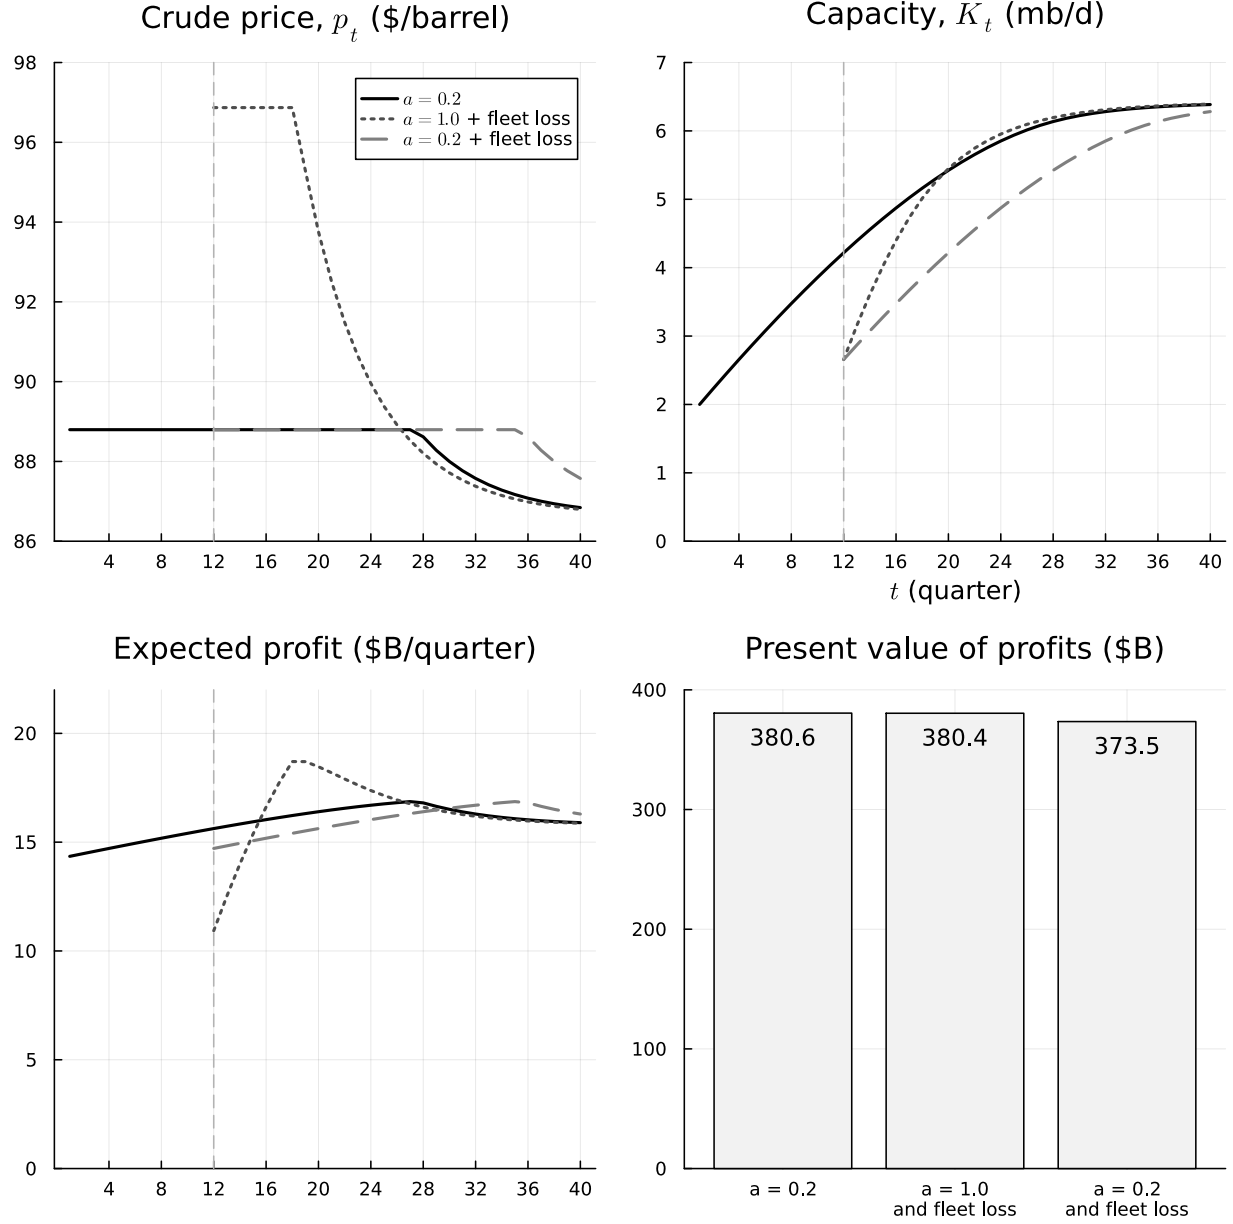 Crude price, p_t ($/barrel)
98
96
94
92
90
88
86
4 8 12 16 20 24 28 32 36 40
a = 0.2
a = 1.0 + fleet loss
a = 0.2 + fleet loss
Capacity, K_t (mb/d)
7
6
5
4
3
2
1
0
4 8 12 16 20 24 28 32 36 40
t (quarter)
Expected profit ($B/quarter)
20
15
10
5
0
4 8 12 16 20 24 28 32 36 40
Present value of profits ($B)
400
300
200
100
0
380.6
380.4
373.5
a = 0.2
a = 1.0
and fleet loss
a = 0.2
and fleet loss